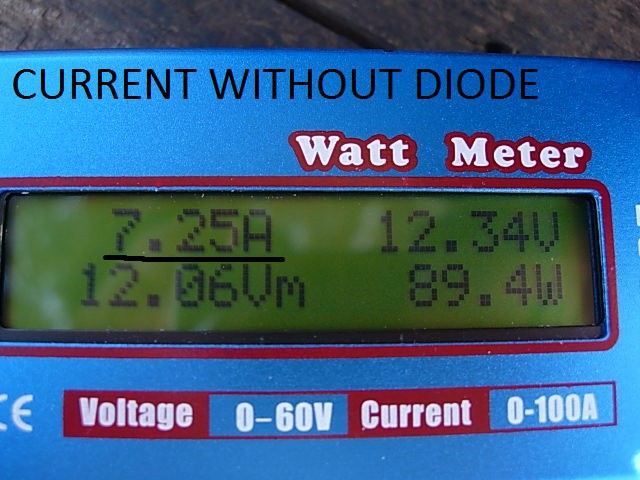 CURRENT WITHOUT DIODE
Watt Meter
7.25A 12.34V
12.06Vm 89.4W
CE Voltage 0-60V Current 0-100A